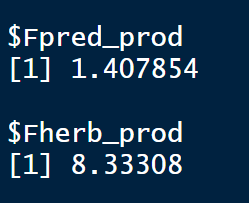 $Fpred_prod
[1] 1.407854
$Fherb_prod
[1] 8.33308